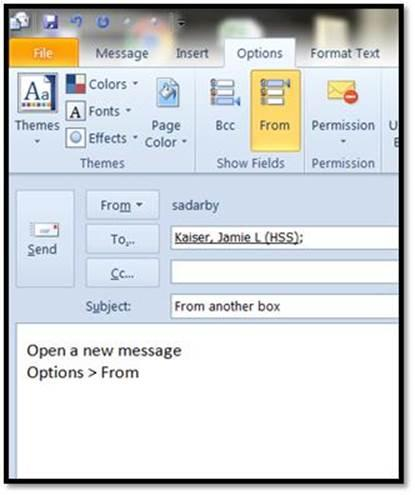 File Message Insert Options Format Text
Aa Colors
A Fonts
Effects
Themes
Page
Color
Bcc
From
Permission
Themes
Show Fields
Permission
From
sadarby
To...
Kaiser, Jamie L (HSS);
Send
Cc...
Subject:
From another box
Open a new message
Options > From